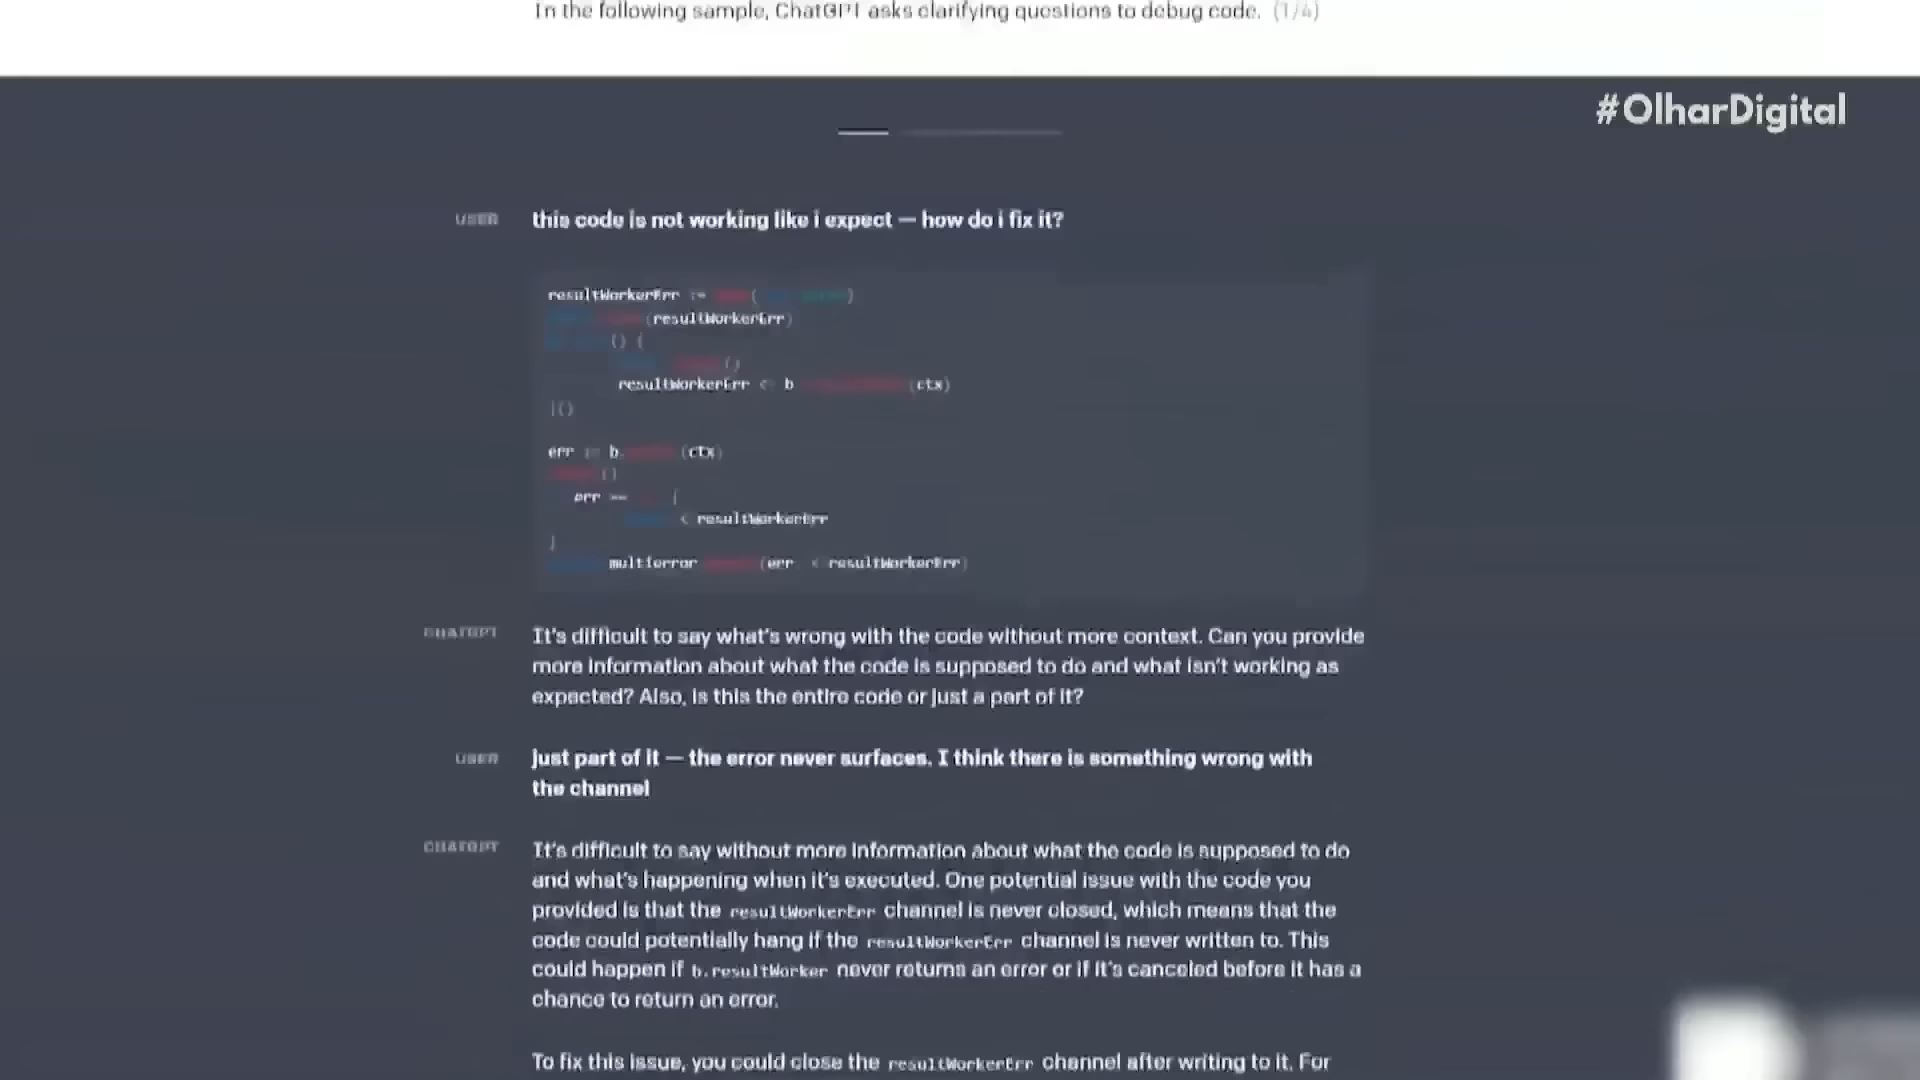 In the following sample, ChatGPT asks clarifying questions to debug code. (1/4)
#OlharDigital
USER
this code is not working like i expect — how do i fix it?
resultWorkerErr := (
(resultWorkerErr)
() {
()
resultWorkerErr < b (ctx)
}()
err := b. (ctx)
()
err == {
< resultWorkerErr
}
multierror (err < resultWorkerErr)
CHATGPT
It's difficult to say what's wrong with the code without more context. Can you provide
more information about what the code is supposed to do and what isn't working as
expected? Also, is this the entire code or just a part of it?
USER
just part of it — the error never surfaces. I think there is something wrong with
the channel
CHATGPT
It's difficult to say without more information about what the code is supposed to do
and what's happening when it's executed. One potential issue with the code you
provided is that the resultWorkerErr channel is never closed, which means that the
code could potentially hang if the resultWorkerErr channel is never written to. This
could happen if b.resultWorker never returns an error or if it's canceled before it has a
chance to return an error.
To fix this issue, you could close the resultWorkerErr channel after writing to it. For